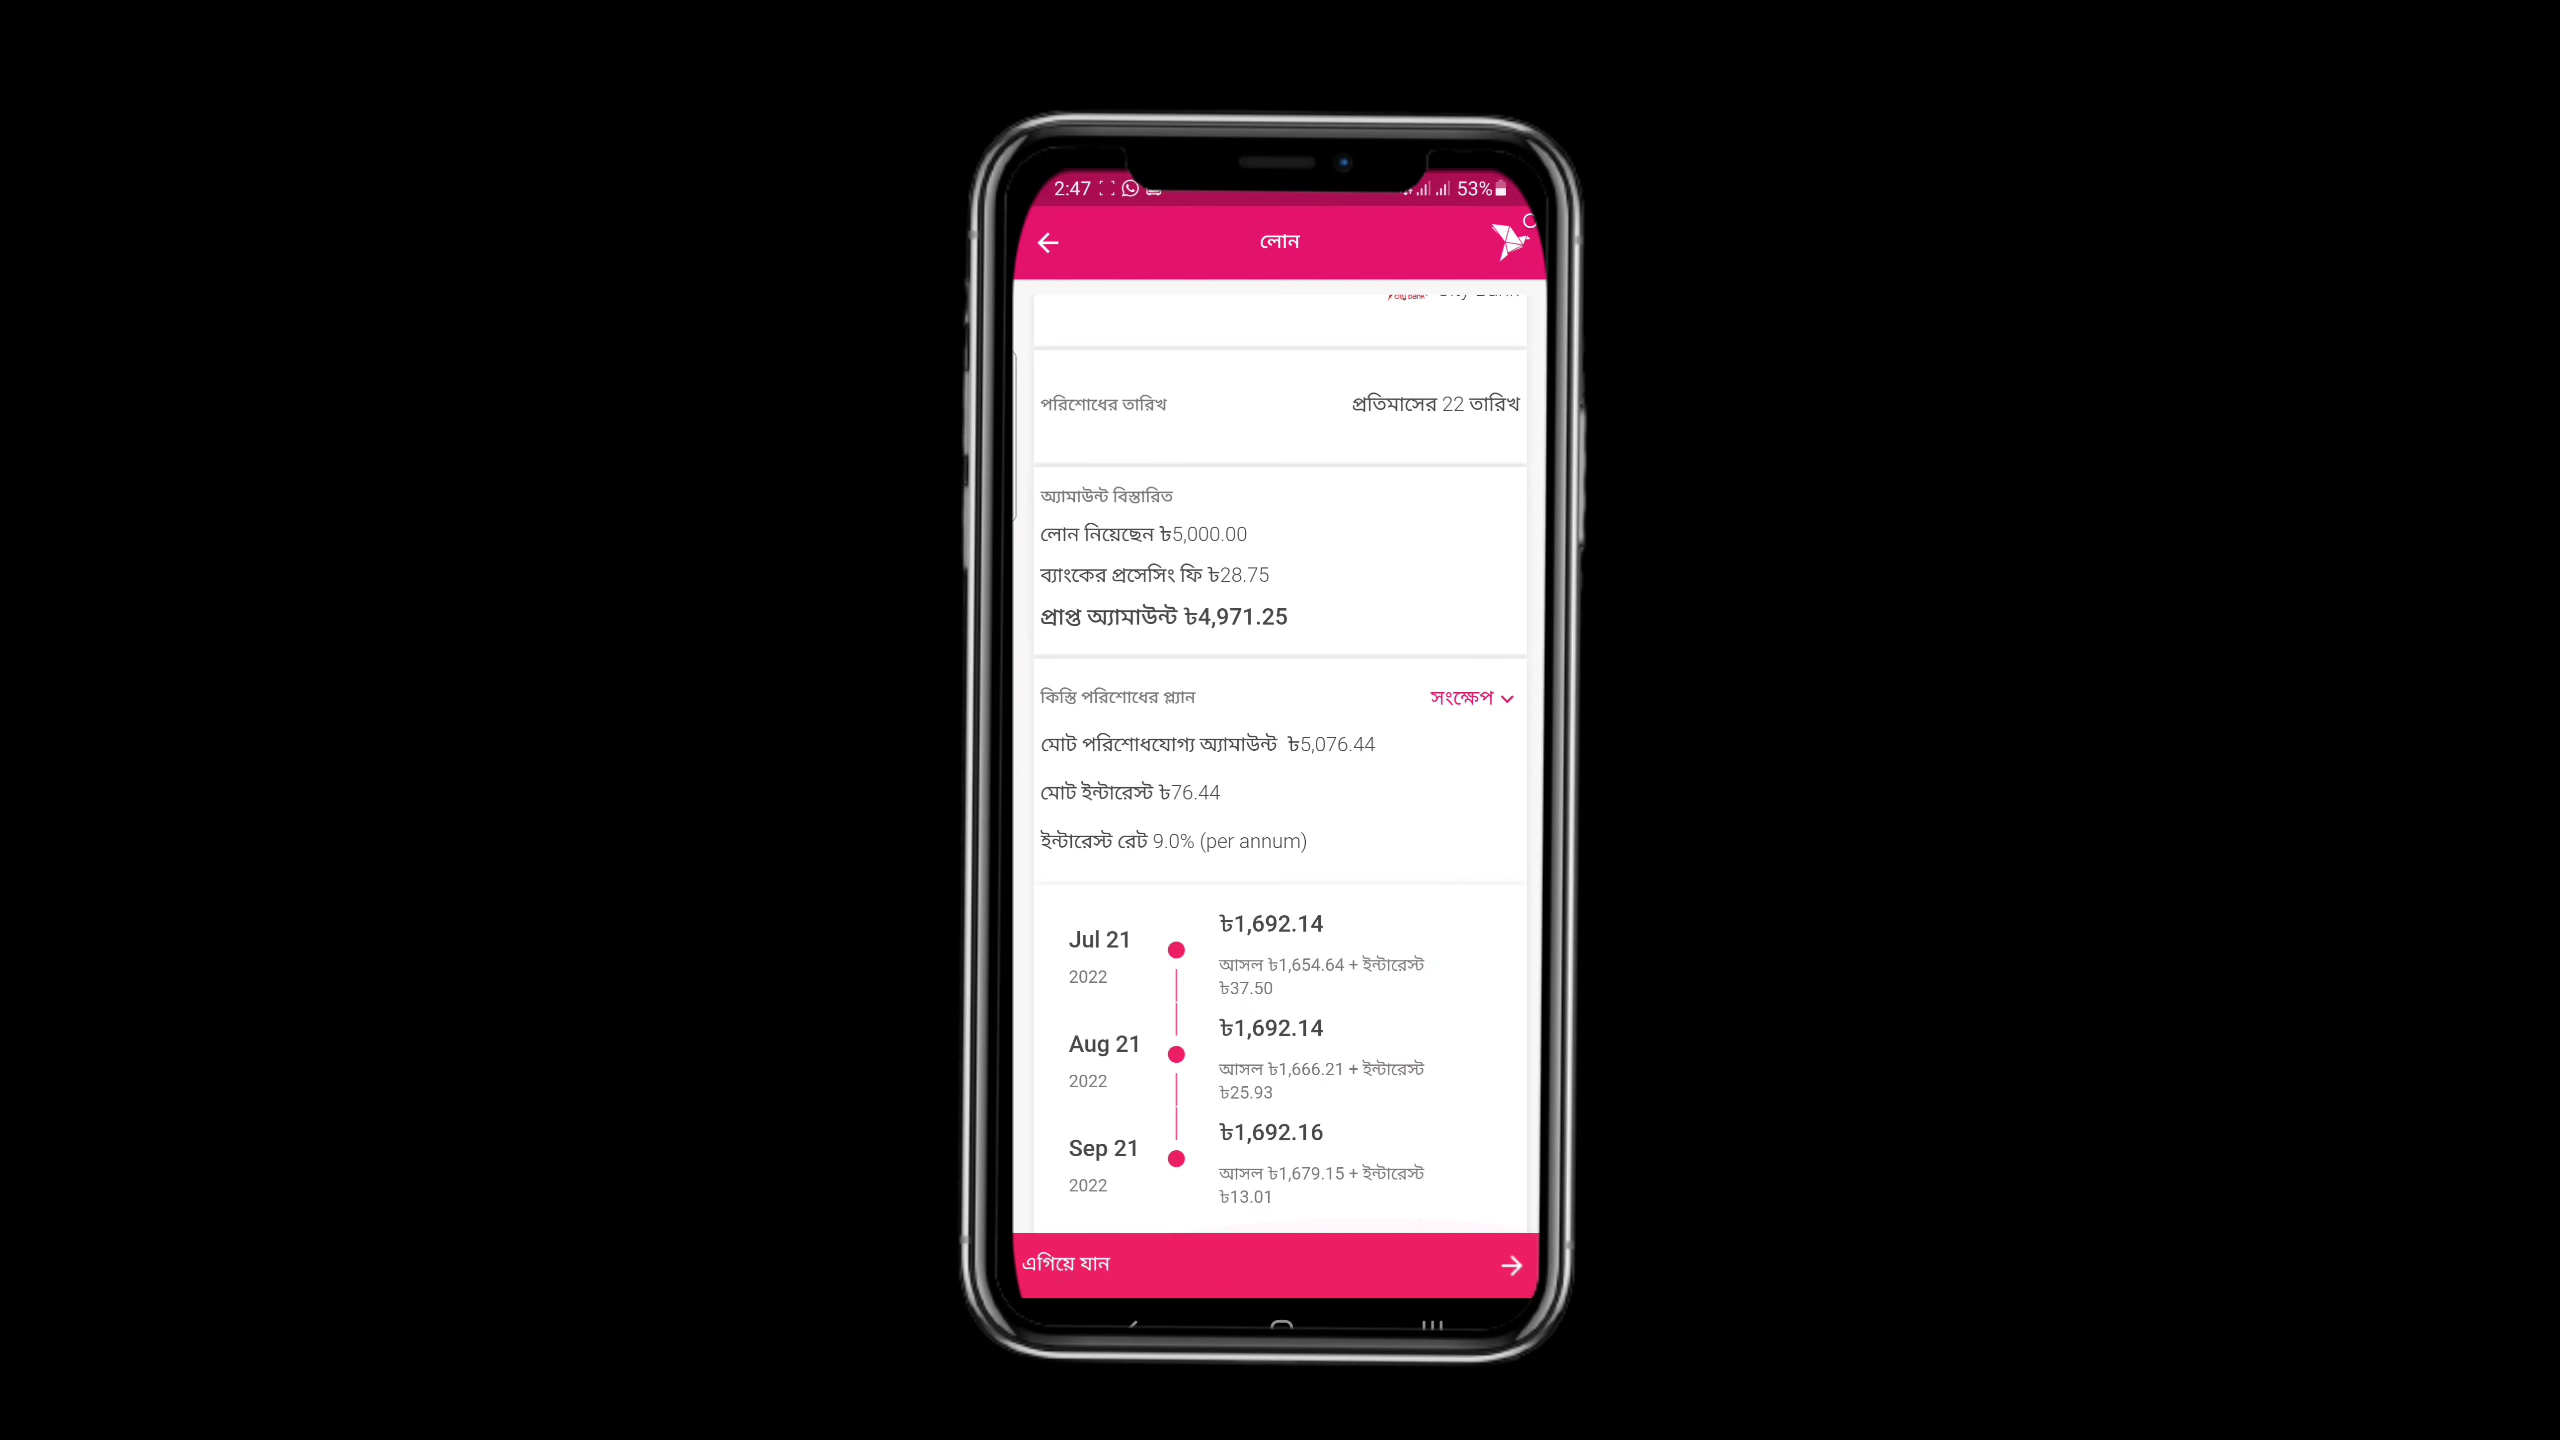 2:47
53%
লোন
পরিশোধের তারিখ প্রতিমাসের 22 তারিখ
অ্যামাউন্ট বিস্তারিত
লোন নিয়েছেন ৳5,000.00
ব্যাংকের প্রসেসিং ফি ৳28.75
প্রাপ্ত অ্যামাউন্ট ৳4,971.25
কিস্তি পরিশোধের প্ল্যান সংক্ষেপ
মোট পরিশোধযোগ্য অ্যামাউন্ট ৳5,076.44
মোট ইন্টারেস্ট ৳76.44
ইন্টারেস্ট রেট 9.0% (per annum)
Jul 21
2022
৳1,692.14
আসল ৳1,654.64 + ইন্টারেস্ট
৳37.50
Aug 21
2022
৳1,692.14
আসল ৳1,666.21 + ইন্টারেস্ট
৳25.93
Sep 21
2022
৳1,692.16
আসল ৳1,679.15 + ইন্টারেস্ট
৳13.01
এগিয়ে যান